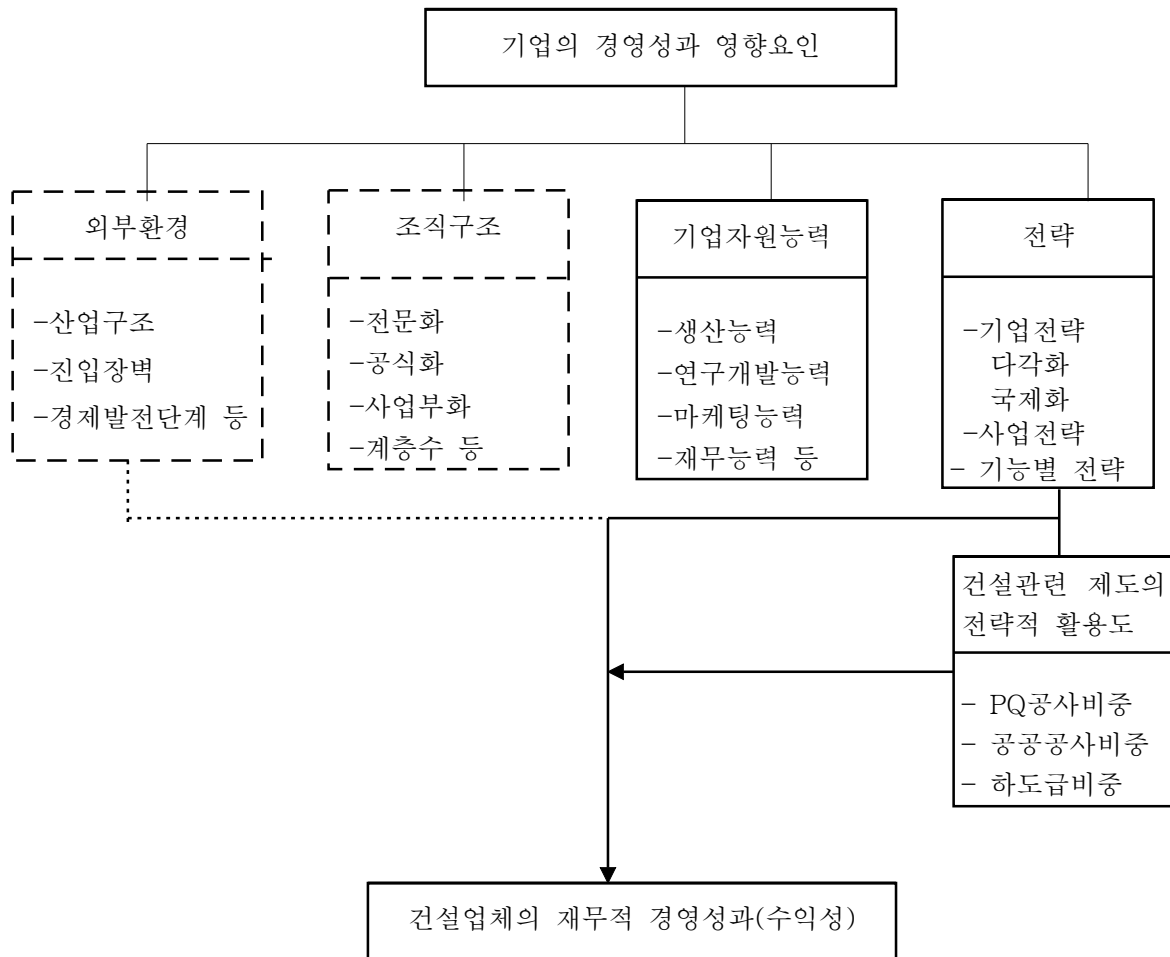 기업의 경영성과 영향요인
외부환경
-산업구조
-진입장벽
-경제발전단계 등
조직구조
-전문화
-공식화
-사업부화
-계층수 등
기업자원능력
-생산능력
-연구개발능력
-마케팅능력
-재무능력 등
전략
-기업전략
다각화
국제화
-사업전략
- 기능별 전략
건설관련 제도의
전략적 활용도
- PQ공사비중
- 공공공사비중
- 하도급비중
건설업체의 재무적 경영성과(수익성)